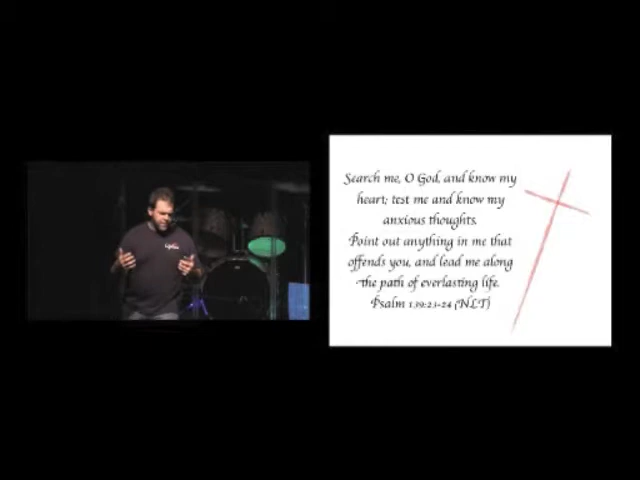 Search me, O God, and know my
heart; test me and know my
anxious thoughts.
Point out anything in me that
offends you, and lead me along
the path of everlasting life.
Psalm 139:23-24 (NLT)